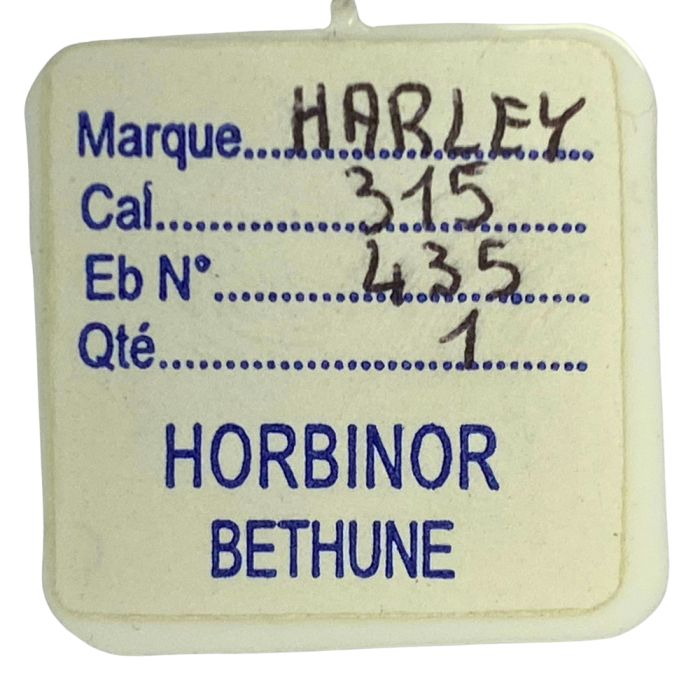 Marque HARLEY
Cal 315
Eb N° 435
Qté 1
HORBINOR
BETHUNE